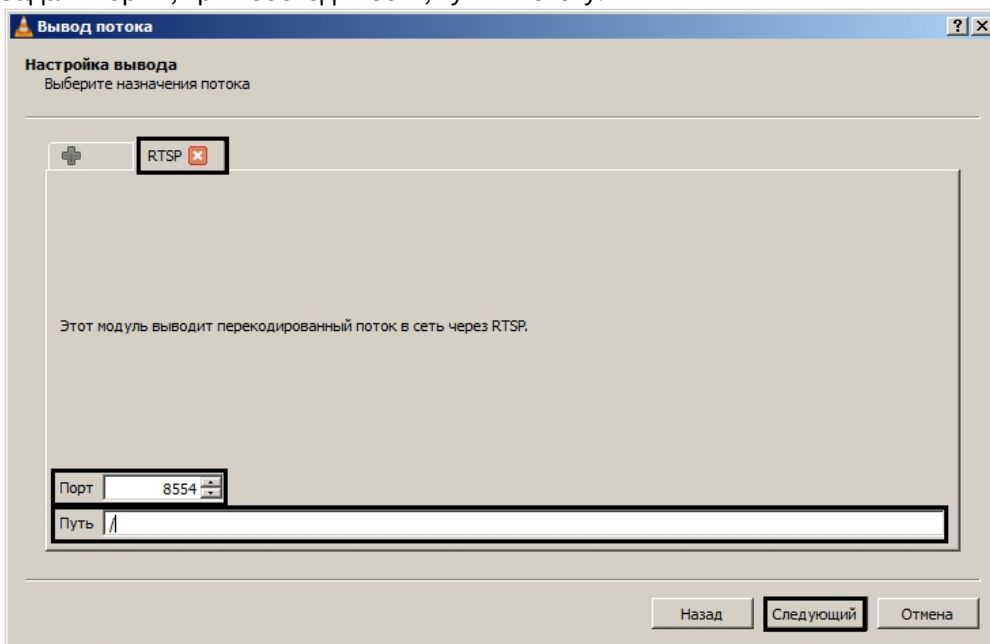 Вывод потока
Настройка вывода
Выберите назначения потока
RTSP
Этот модуль выводит перекодированный поток в сеть через RTSP.
Порт 8554
Путь /
Назад Следующий Отмена